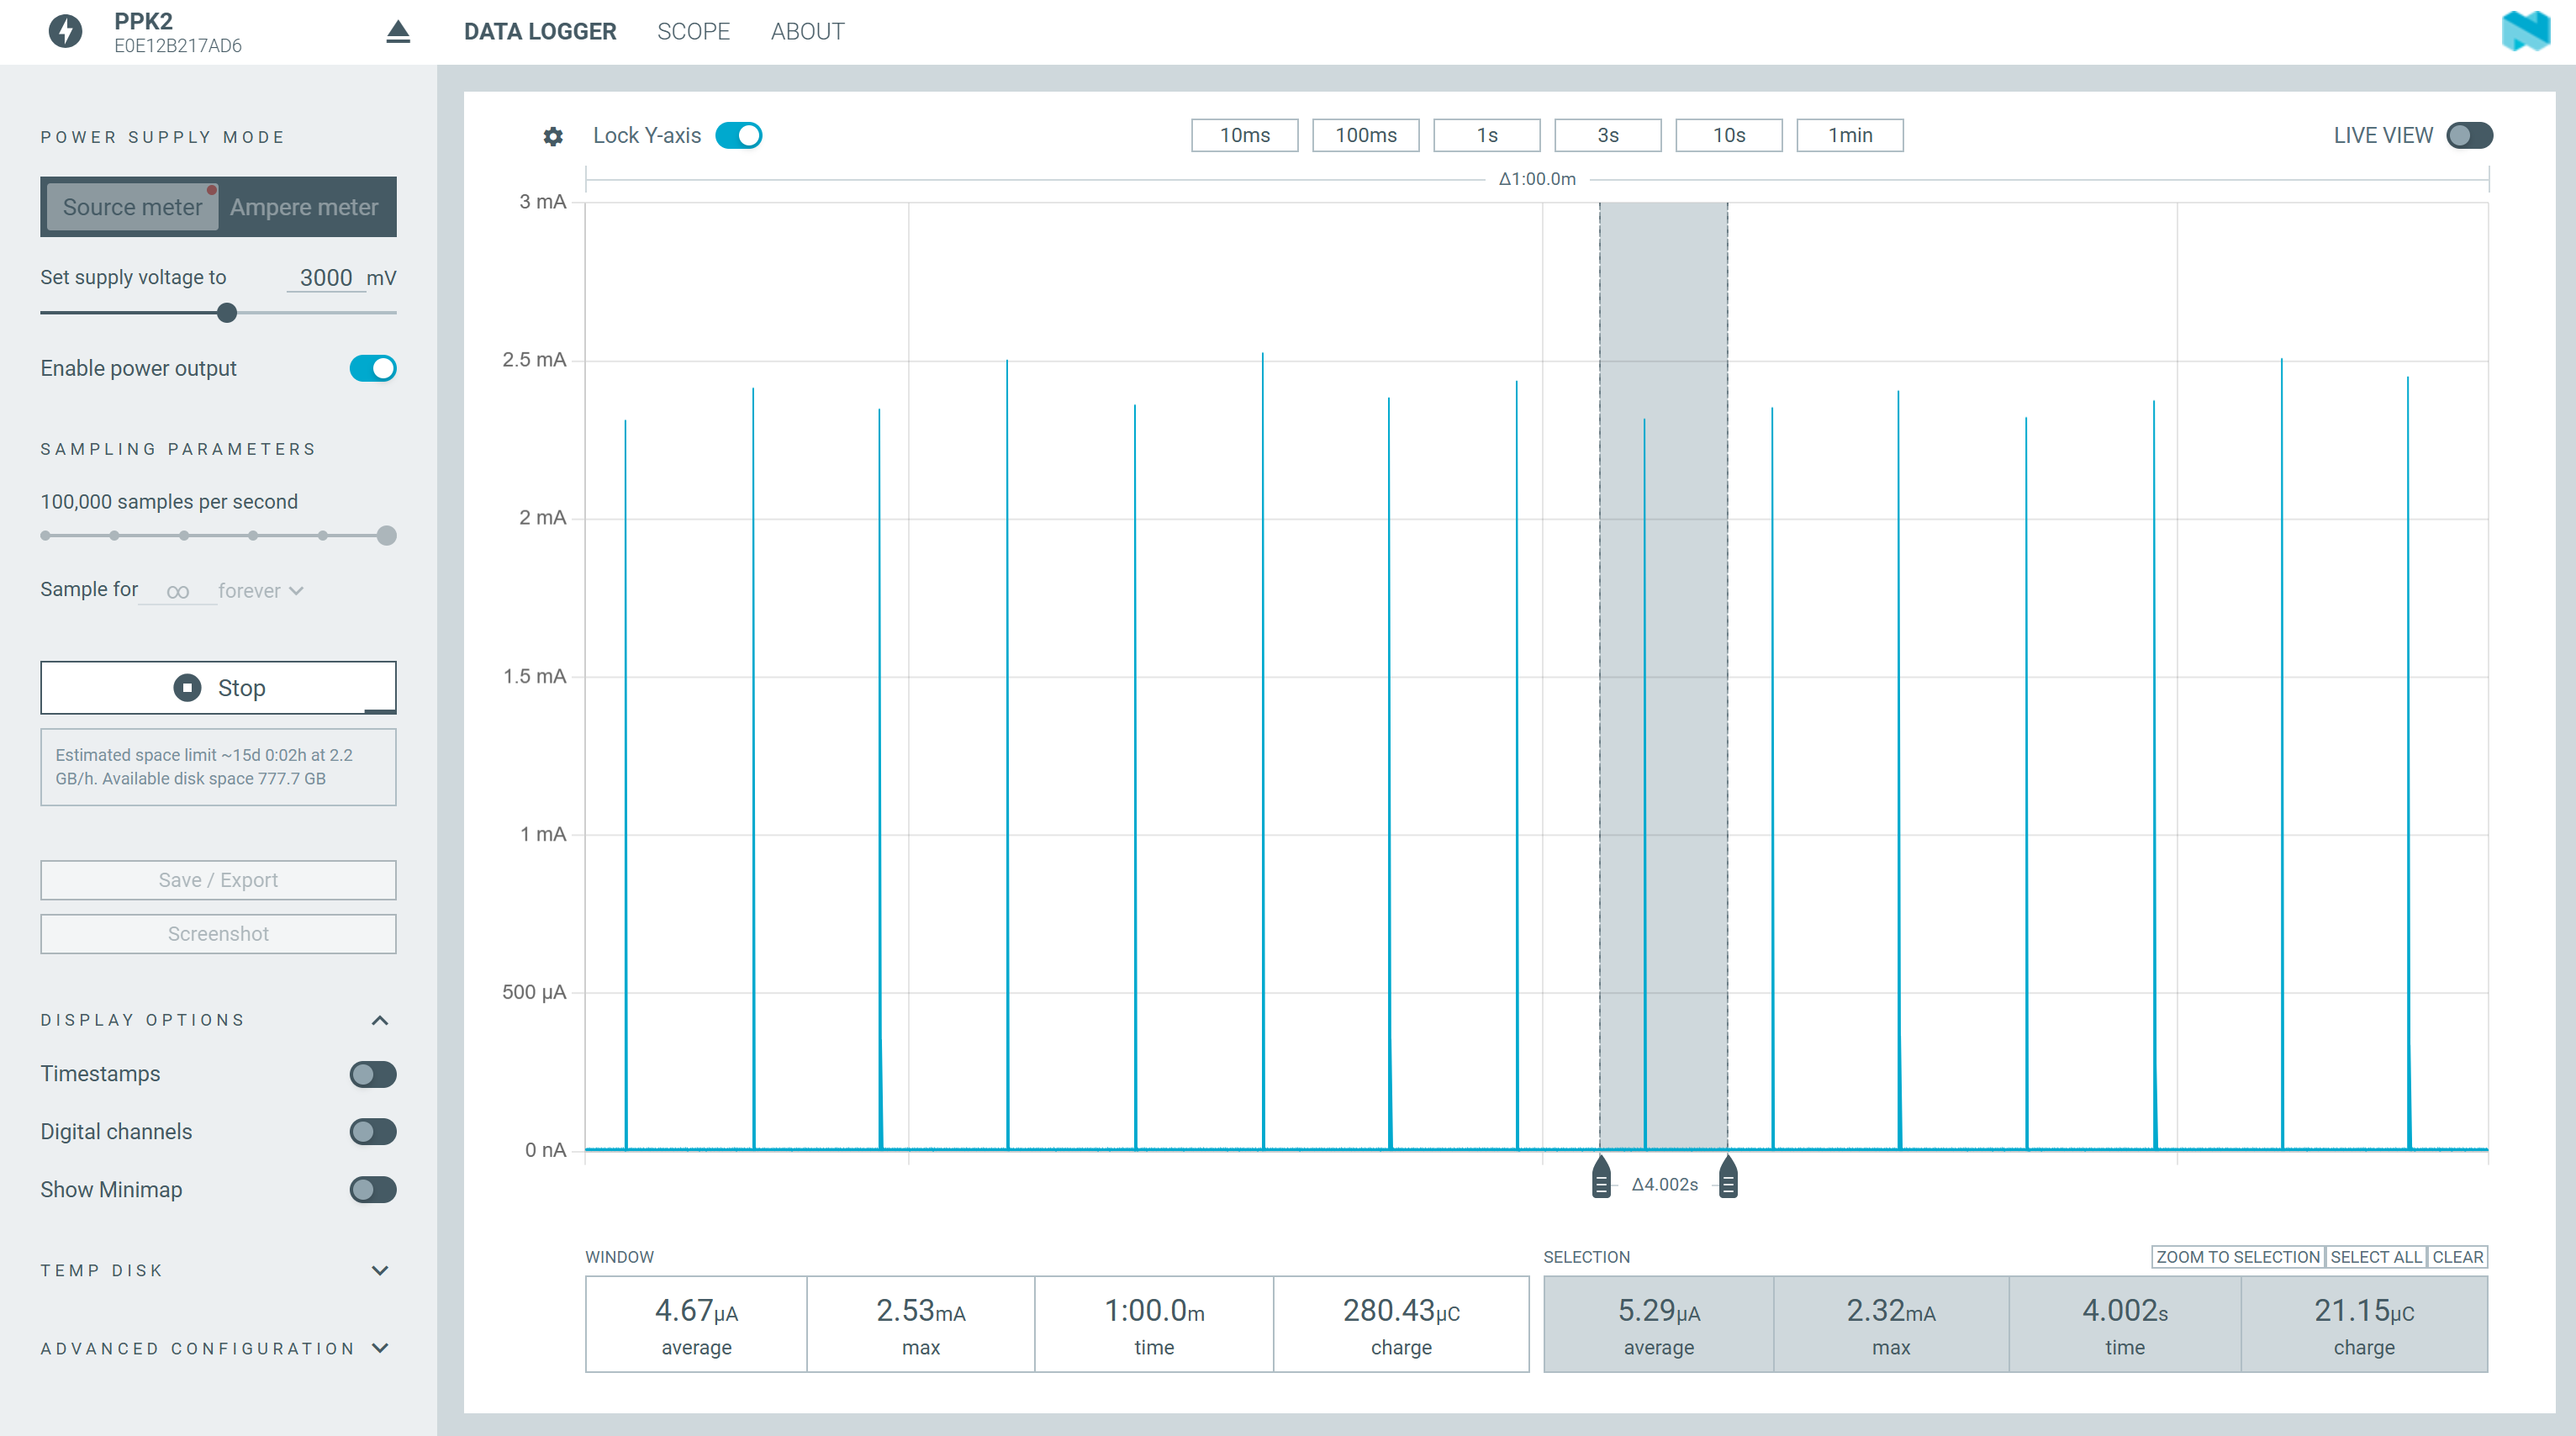 PPK2
E0E12B217AD6
DATA LOGGER
SCOPE
ABOUT
POWER SUPPLY MODE
Source meter
Ampere meter
Set supply voltage to 3000 mV
Enable power output
SAMPLING PARAMETERS
100,000 samples per second
Sample for ∞ forever
Stop
Estimated space limit ~15d 0:02h at 2.2
GB/h. Available disk space 777.7 GB
Save / Export
Screenshot
DISPLAY OPTIONS
Timestamps
Digital channels
Show Minimap
TEMP DISK
ADVANCED CONFIGURATION
Lock Y-axis
10ms
100ms
1s
3s
10s
1min
LIVE VIEW
Δ1:00.0m
3 mA
2.5 mA
2 mA
1.5 mA
1 mA
500 µA
0 nA
Δ4.002s
WINDOW
4.67µA
average
2.53mA
max
1:00.0m
time
280.43µC
charge
SELECTION
ZOOM TO SELECTION
SELECT ALL
CLEAR
5.29µA
average
2.32mA
max
4.002s
time
21.15µC
charge